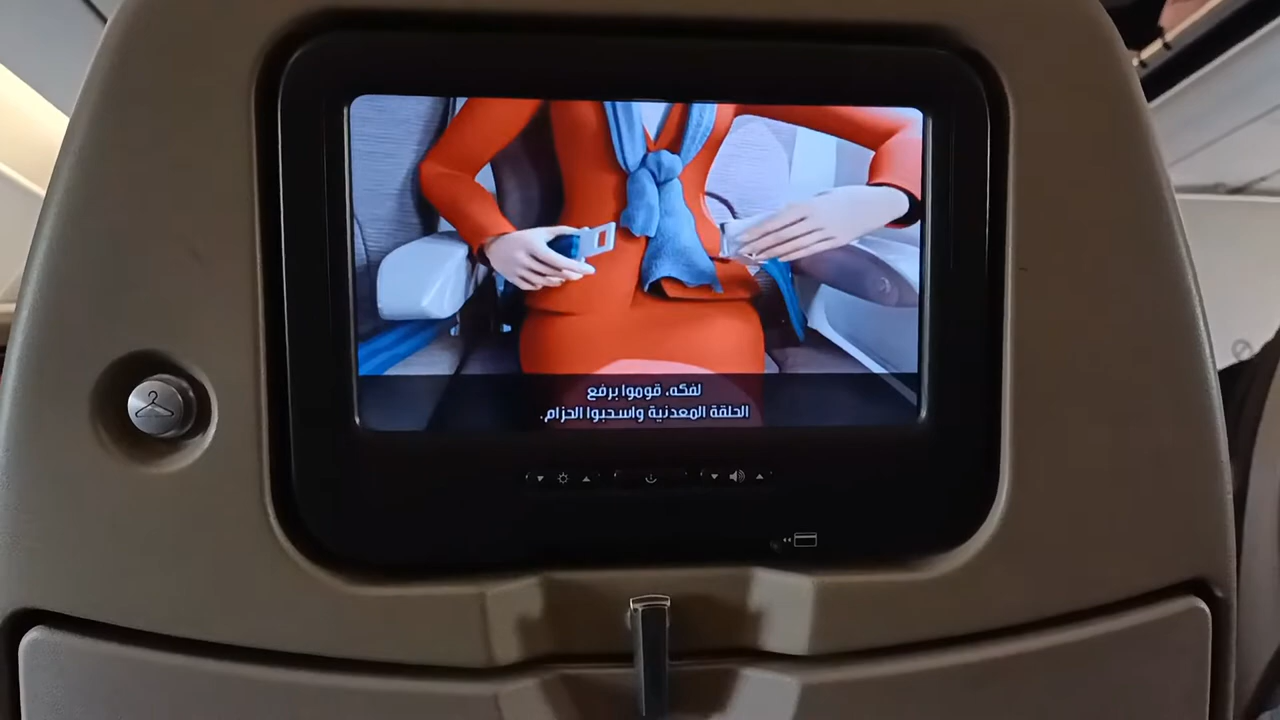 لفكه، قوموا برفع
الحلقة المعدنية واسحبوا الحزام.